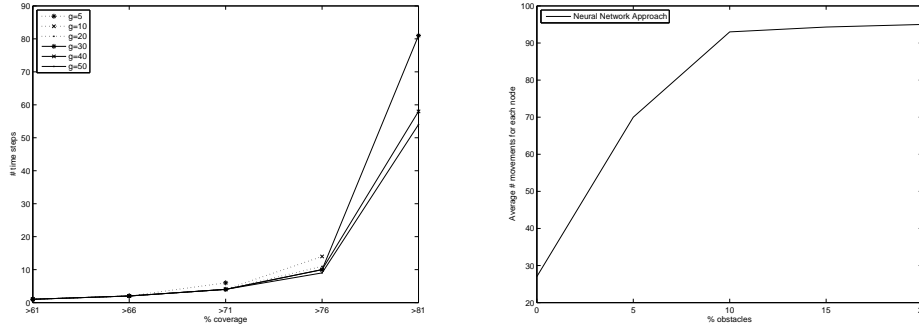 90
80
70
60
50
40
30
20
10
0
# time steps
g=5
g=10
g=20
g=30
g=40
g=50
>61 >66 >71 >76 >81
% coverage
100
90
80
70
60
50
40
30
20
Average # movements for each node
Neural Network Approach
0 5 10 15
% obstacles